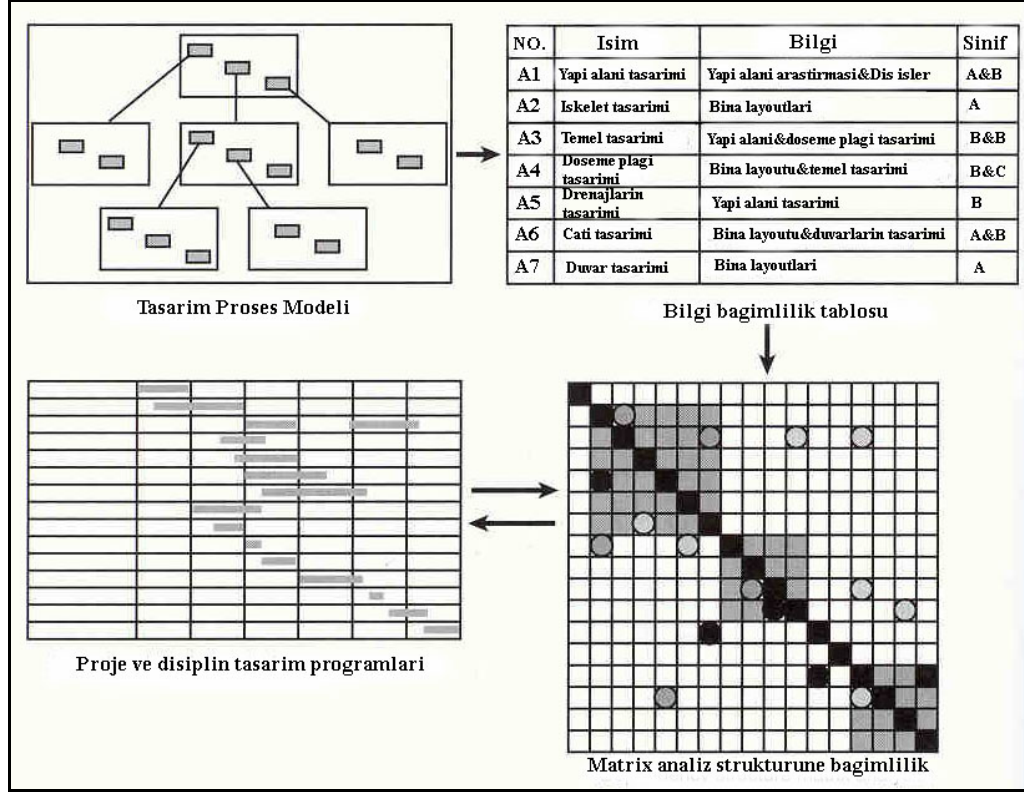 NO. Isim Bilgi Sinif
A1 Yapi alani tasarimi Yapi alani arastirmasi&Dis isler A&B
A2 Iskelet tasarimi Bina layoutlari A
A3 Temel tasarimi Yapi alani&doseme plagi tasarimi B&B
A4 Doseme plagi tasarimi Bina layoutu&temel tasarimi B&C
A5 Drenajlarin tasarimi Yapi alani tasarimi B
A6 Cati tasarimi Bina layoutu&duvarlarin tasarimi A&B
A7 Duvar tasarimi Bina layoutlari A
Tasarim Proses Modeli
Bilgi bagimlilik tablosu
Proje ve disiplin tasarim programlari
Matrix analiz strukturune bagimlilik